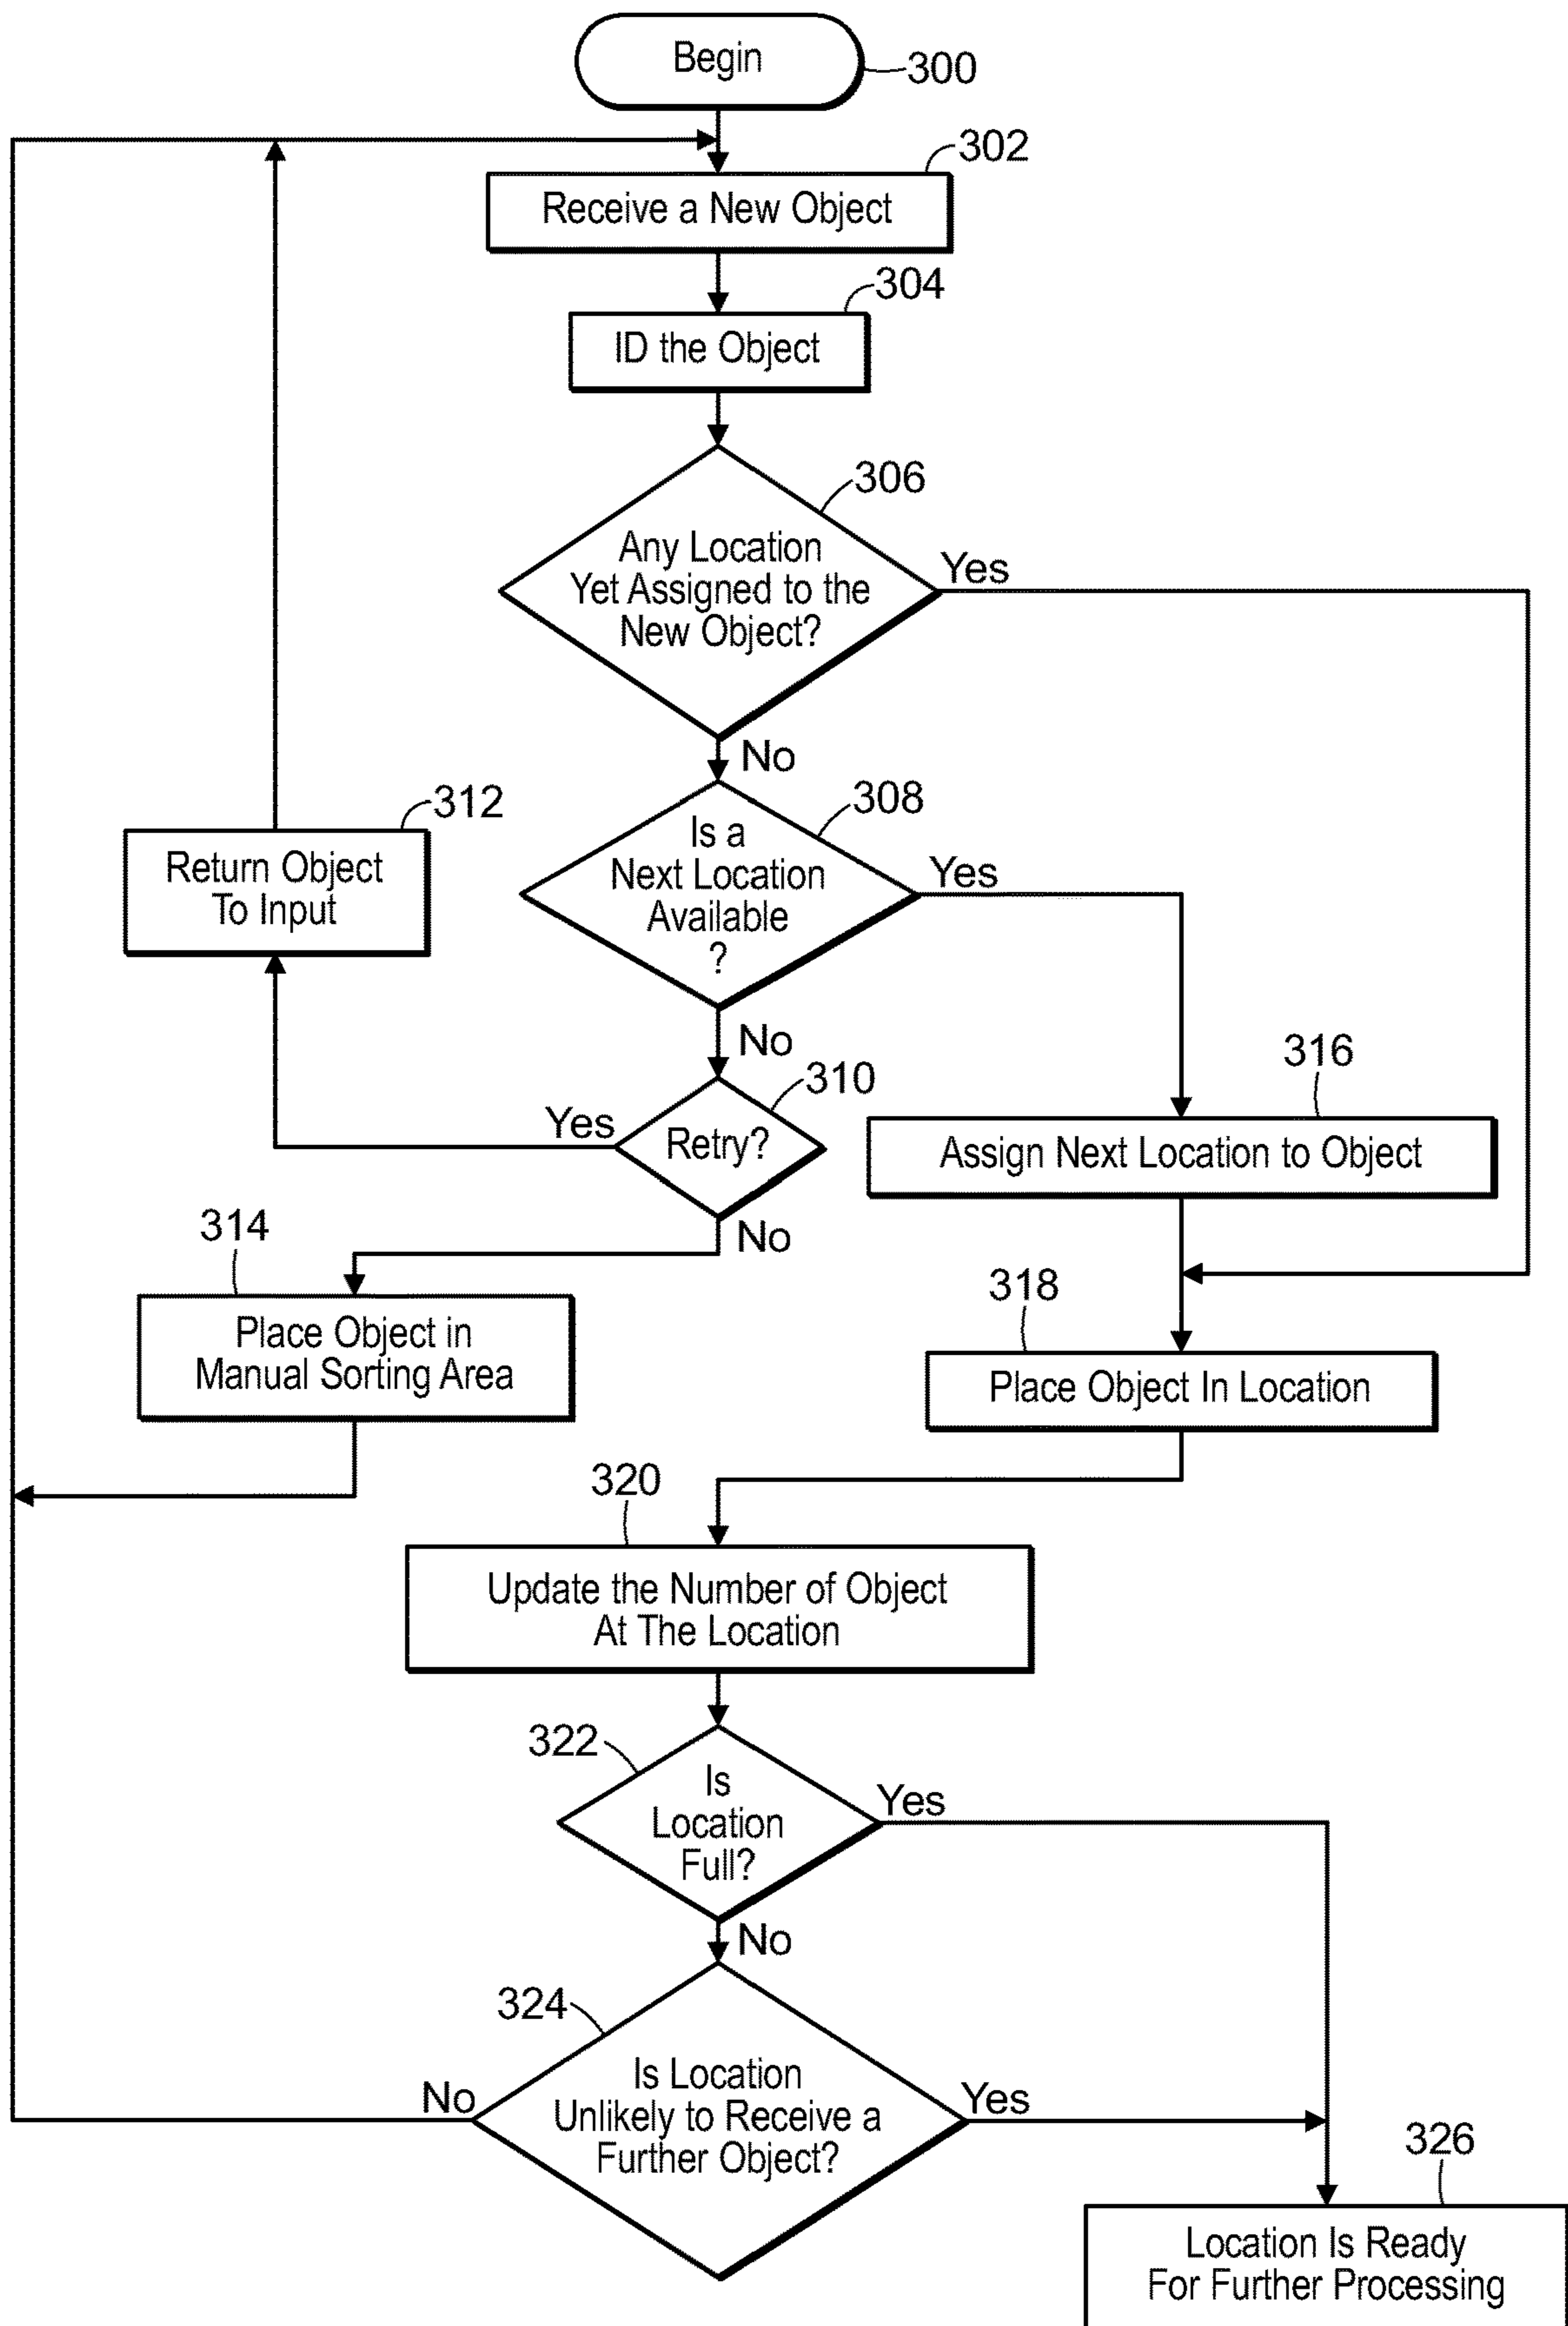 Begin
300
302
Receive a New Object
304
ID the Object
306
Any Location
Yet Assigned to the
New Object?
Yes
No
308
Is a
Next Location
Available
?
Yes
312
Return Object
To Input
No
310
Retry?
Yes
No
316
Assign Next Location to Object
314
Place Object in
Manual Sorting Area
318
Place Object In Location
320
Update the Number of Object
At The Location
322
Is
Location
Full?
Yes
No
324
Is Location
Unlikely to Receive a
Further Object?
No
Yes
326
Location Is Ready
For Further Processing